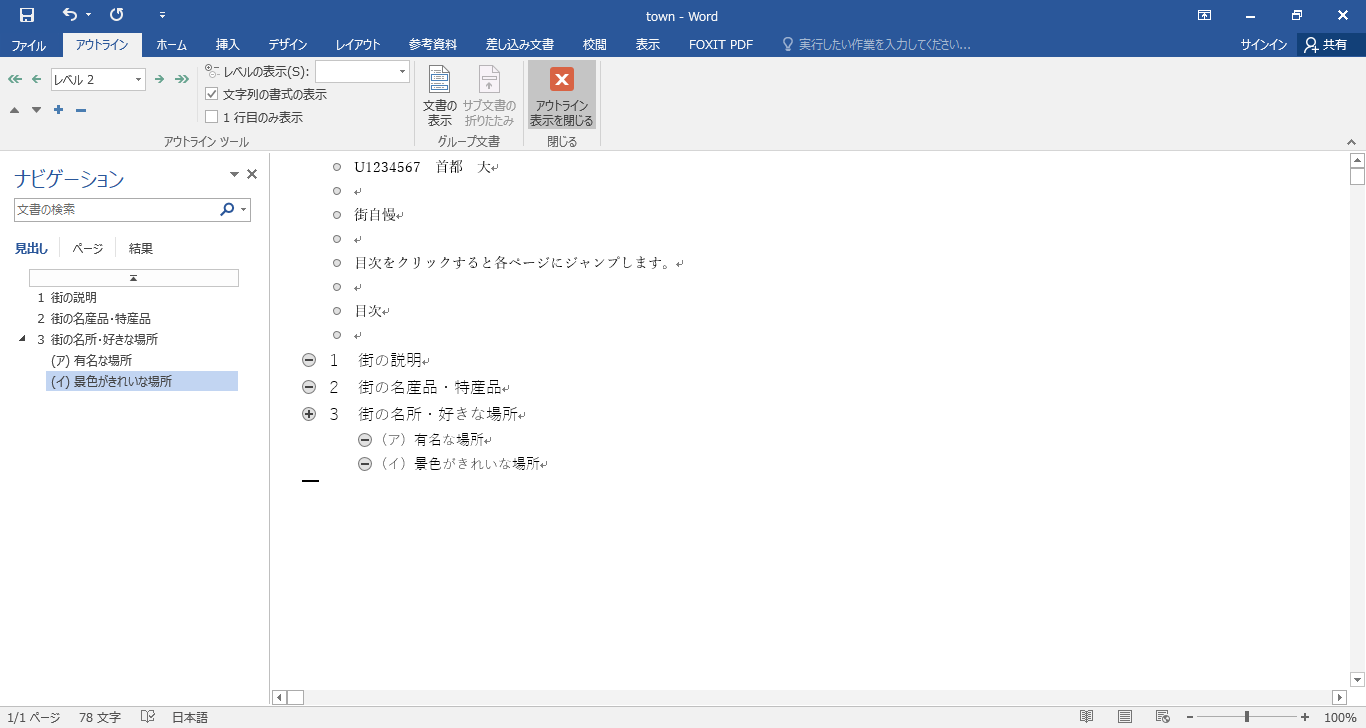 town - Word
ファイル アウトライン ホーム 挿入 デザイン レイアウト 参考資料 差し込み文書 校閲 表示 FOXIT PDF 実行したい作業を入力してください... サインイン 共有
レベル 2
レベルの表示(S):
文字列の書式の表示
1 行目のみ表示
アウトライン ツール
文書の
表示
サブ文書の
折りたたみ
グループ文書
アウトライン
表示を閉じる
閉じる
ナビゲーション
文書の検索
見出し ページ 結果
1 街の説明
2 街の名産品・特産品
3 街の名所・好きな場所
(ア) 有名な場所
(イ) 景色がきれいな場所
U1234567 首都 大
街自慢
目次をクリックすると各ページにジャンプします。
目次
1 街の説明
2 街の名産品・特産品
3 街の名所・好きな場所
(ア) 有名な場所
(イ) 景色がきれいな場所
1/1 ページ 78 文字 日本語 100%